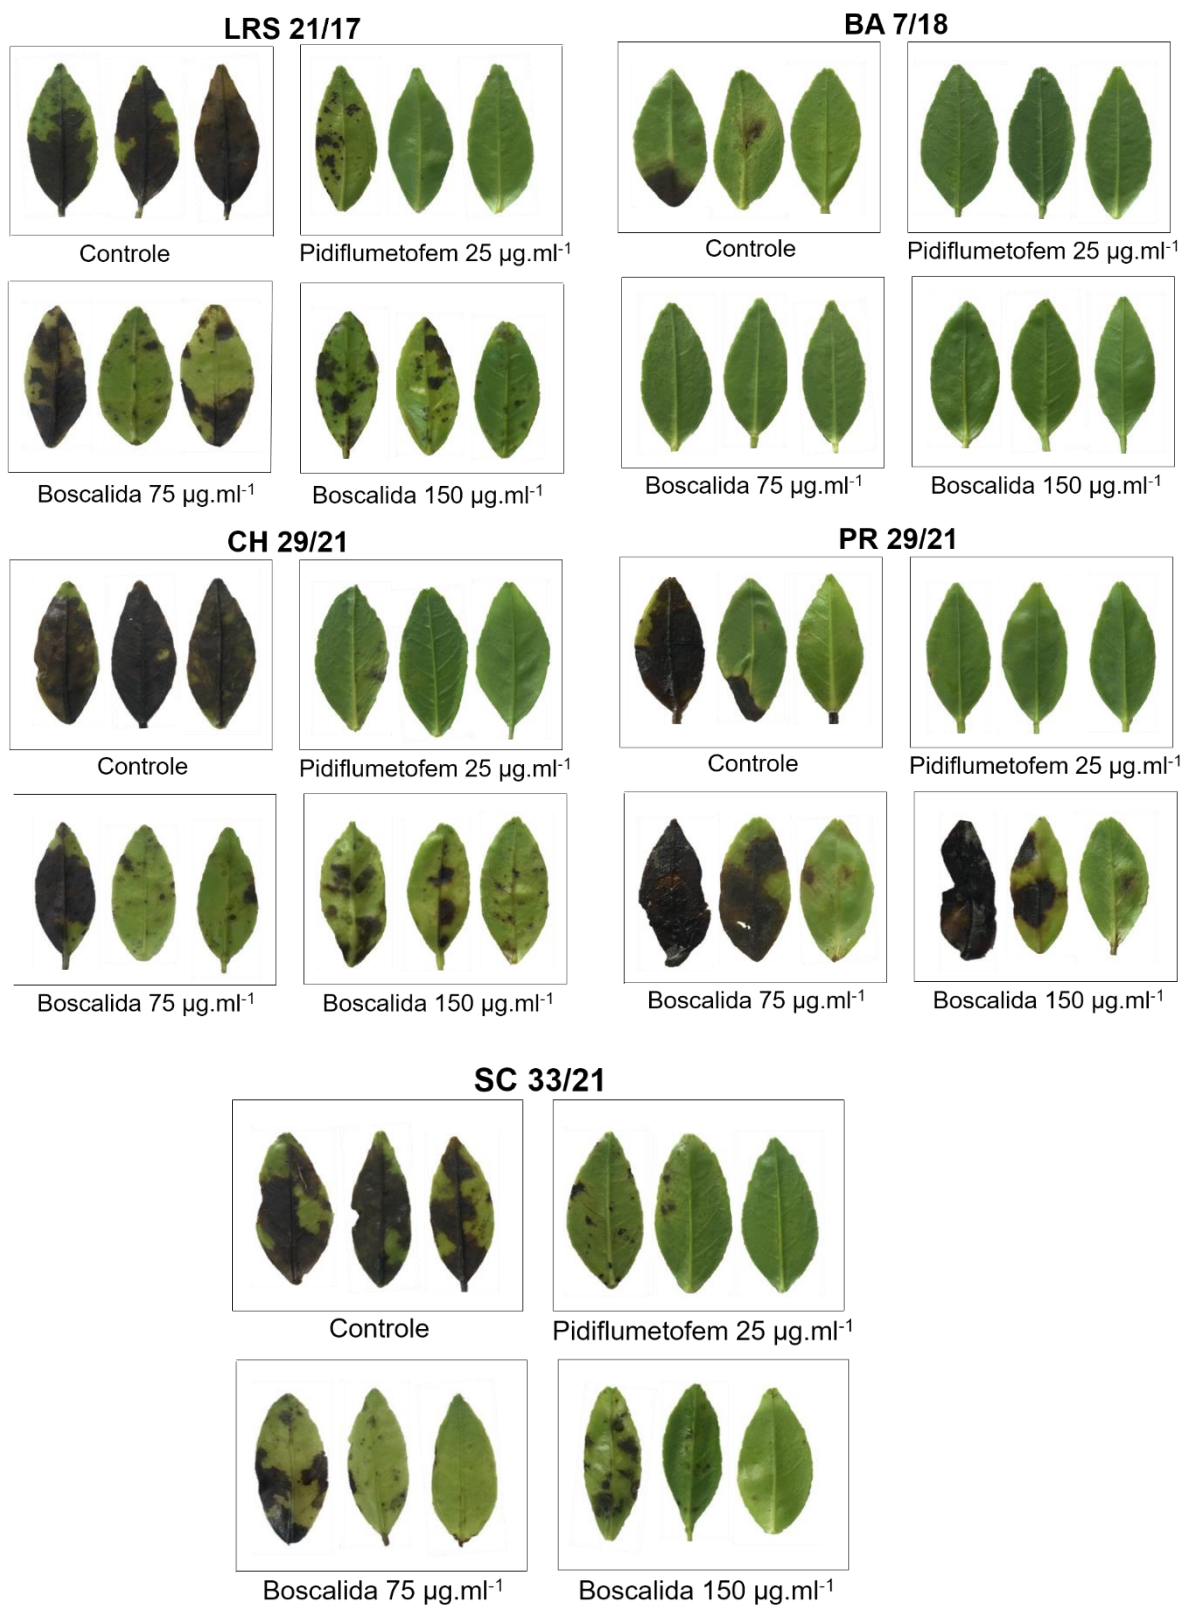 LRS 21/17
Controle
Pidiflumetofem 25 µg.ml⁻¹
Boscalida 75 µg.ml⁻¹
Boscalida 150 µg.ml⁻¹
BA 7/18
Controle
Pidiflumetofem 25 µg.ml⁻¹
Boscalida 75 µg.ml⁻¹
Boscalida 150 µg.ml⁻¹
CH 29/21
Controle
Pidiflumetofem 25 µg.ml⁻¹
Boscalida 75 µg.ml⁻¹
Boscalida 150 µg.ml⁻¹
PR 29/21
Controle
Pidiflumetofem 25 µg.ml⁻¹
Boscalida 75 µg.ml⁻¹
Boscalida 150 µg.ml⁻¹
SC 33/21
Controle
Pidiflumetofem 25 µg.ml⁻¹
Boscalida 75 µg.ml⁻¹
Boscalida 150 µg.ml⁻¹